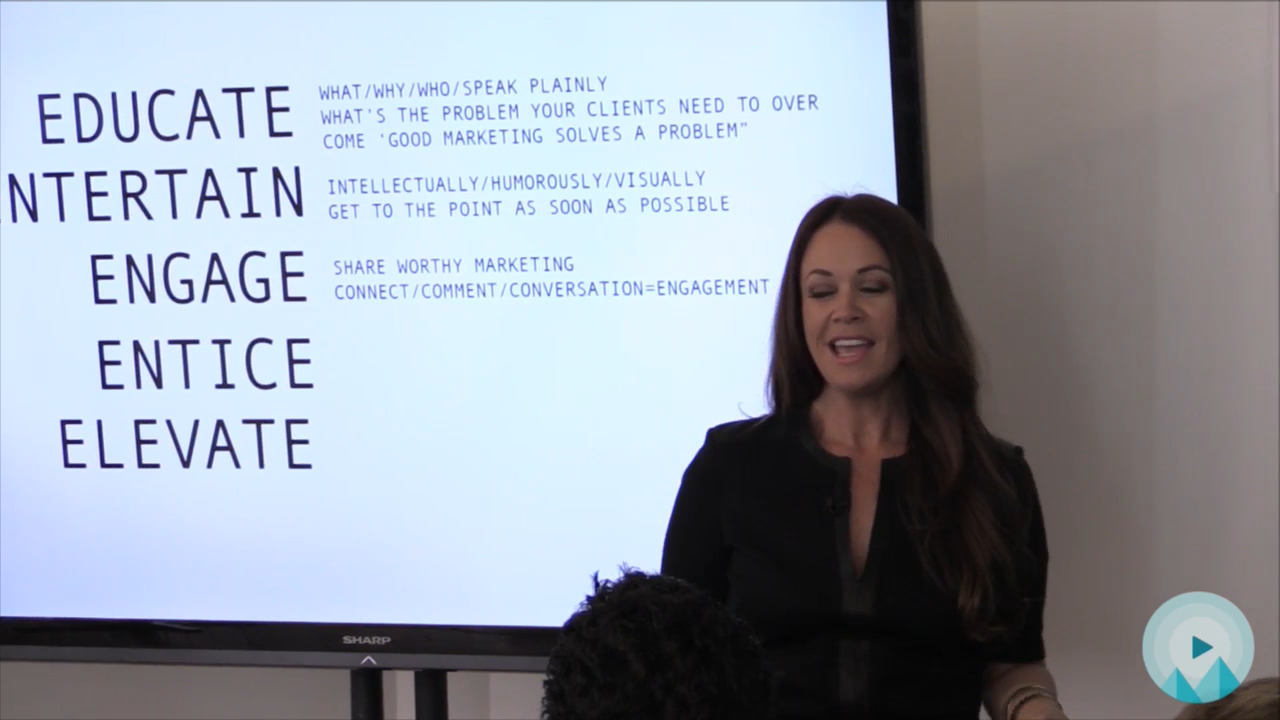 EDUCATE
WHAT/WHY/WHO/SPEAK PLAINLY
WHAT'S THE PROBLEM YOUR CLIENTS NEED TO OVER
COME 'GOOD MARKETING SOLVES A PROBLEM"
NTERTAIN
INTELLECTUALLY/HUMOROUSLY/VISUALLY
GET TO THE POINT AS SOON AS POSSIBLE
ENGAGE
SHARE WORTHY MARKETING
CONNECT/COMMENT/CONVERSATION=ENGAGEMENT
ENTICE
ELEVATE
SHARP